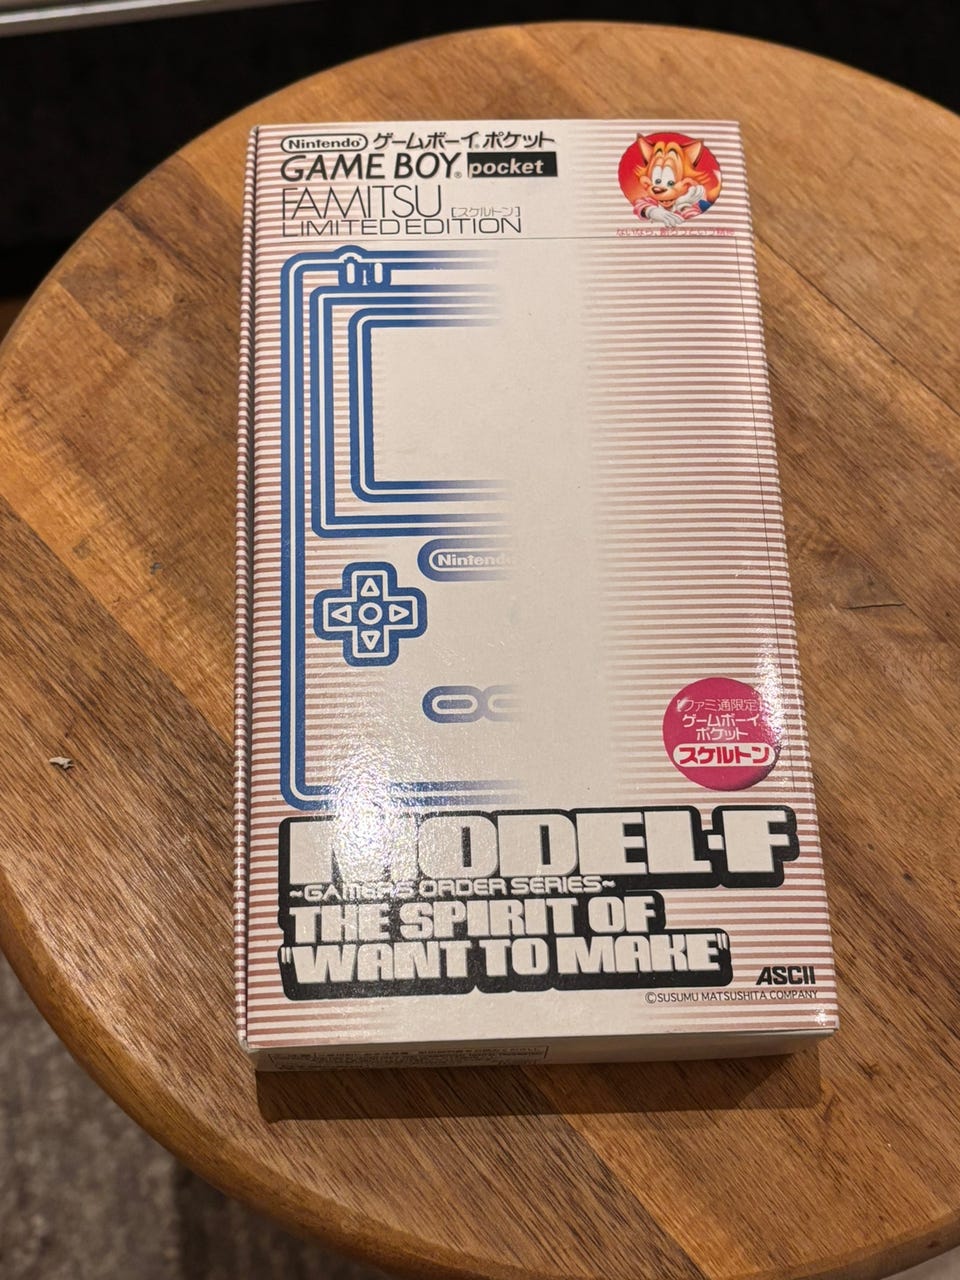 Nintendo ゲームボーイ ポケット
GAME BOY® pocket
FAMITSU [スケルトン]
LIMITED EDITION
Nintendo
ファミ通限定
ゲームボーイ
ポケット
スケルトン
MODEL-F
~GAMERS ORDER SERIES~
THE SPIRIT OF
"WANT TO MAKE"
ASCII
©SUSUMU MATSUSHITA COMPANY